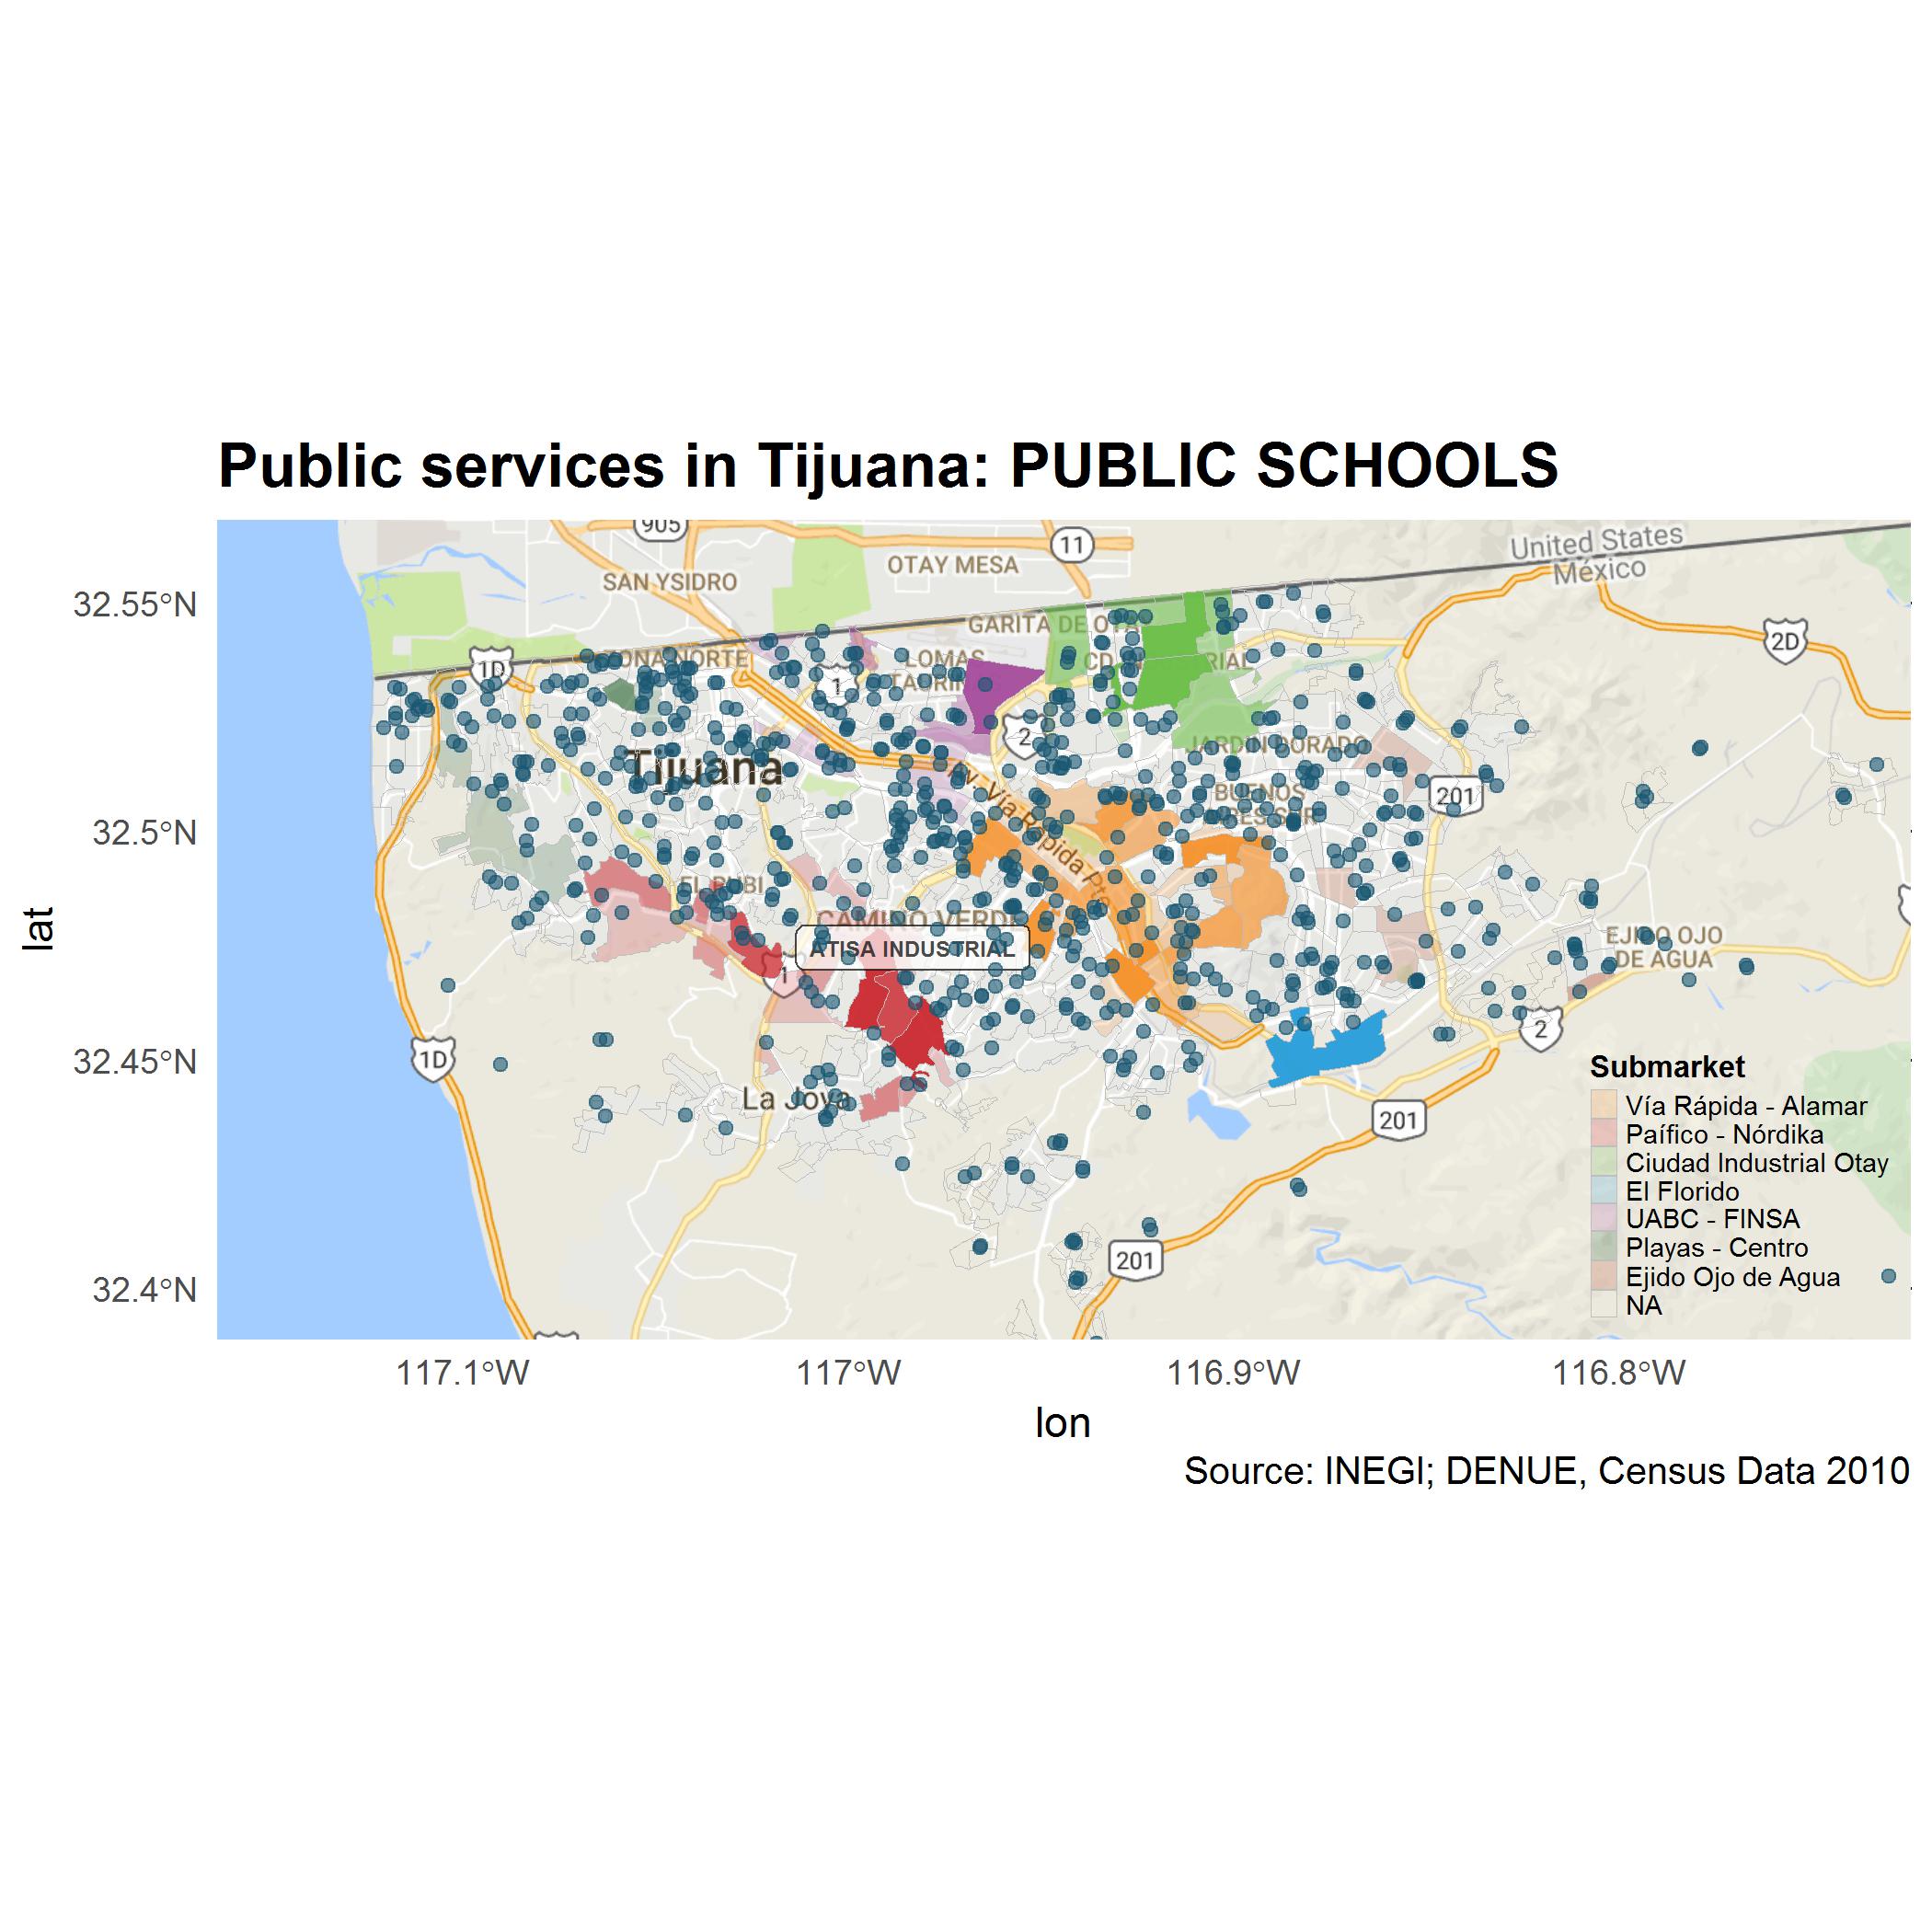 Public services in Tijuana: PUBLIC SCHOOLS
905
11
United States
México
OTAY MESA
SAN YSIDRO
32.55°N
GARITA DE
2D
ZONA NORTE
LOMAS
CD
RIAL
1D
1
2
JARDIN DORADO
Tijuana
Av. Vía Rápida Pte
BUENOS
201
32.5°N
EL RUBI
CAMINO VERDE
lat
ATISA INDUSTRIAL
EJIDO OJO
DE AGUA
1
2
32.45°N
1D
La Joya
201
Submarket
Vía Rápida - Alamar
Paífico - Nórdika
Ciudad Industrial Otay
El Florido
UABC - FINSA
Playas - Centro
Ejido Ojo de Agua
NA
201
32.4°N
117.1°W
117°W
116.9°W
116.8°W
lon
Source: INEGI; DENUE, Census Data 2010